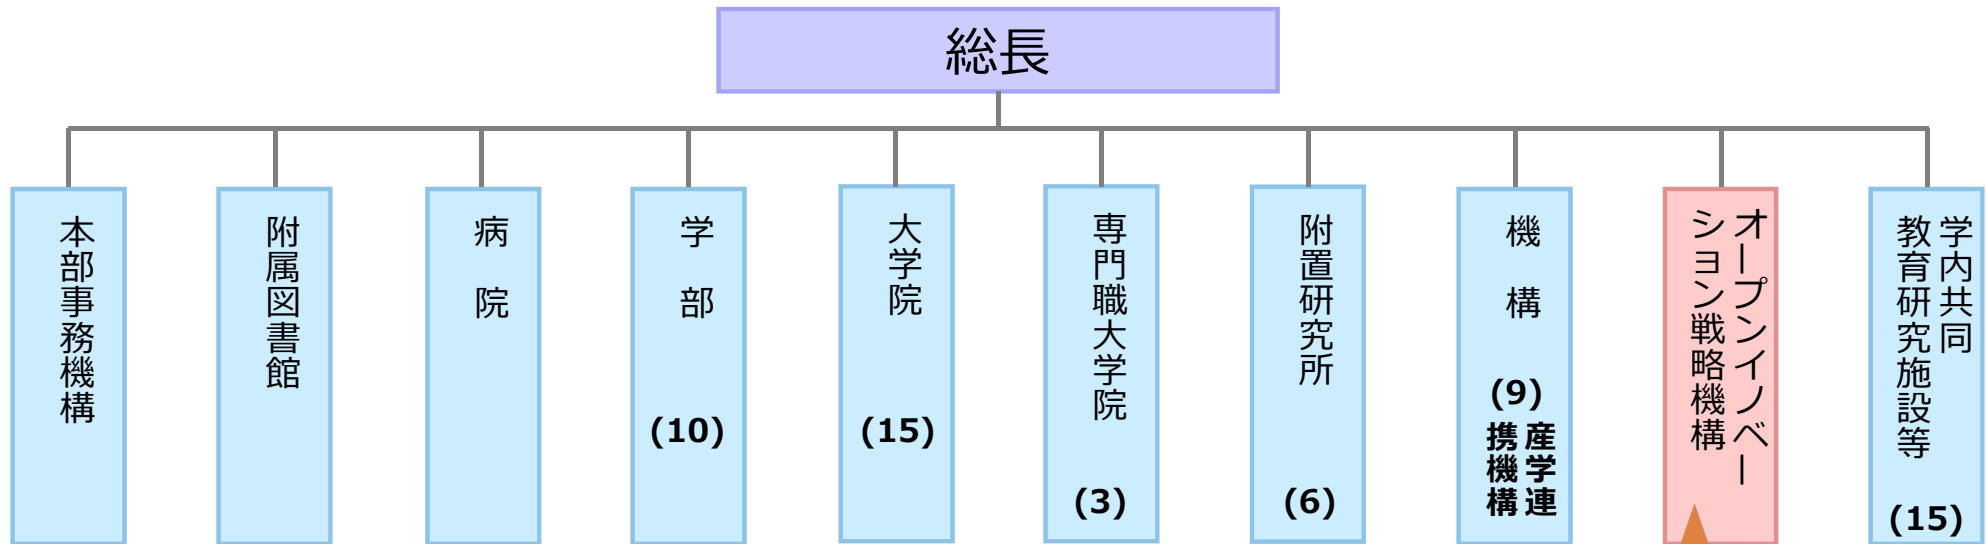 総長
本部事務機構
附属図書館
病院
学部
(10)
大学院
(15)
専門職大学院
(3)
附置研究所
(6)
機構
(9)
産学連
携機構
オープンイノベー
ション戦略機構
学内共同
教育研究施設等
(15)